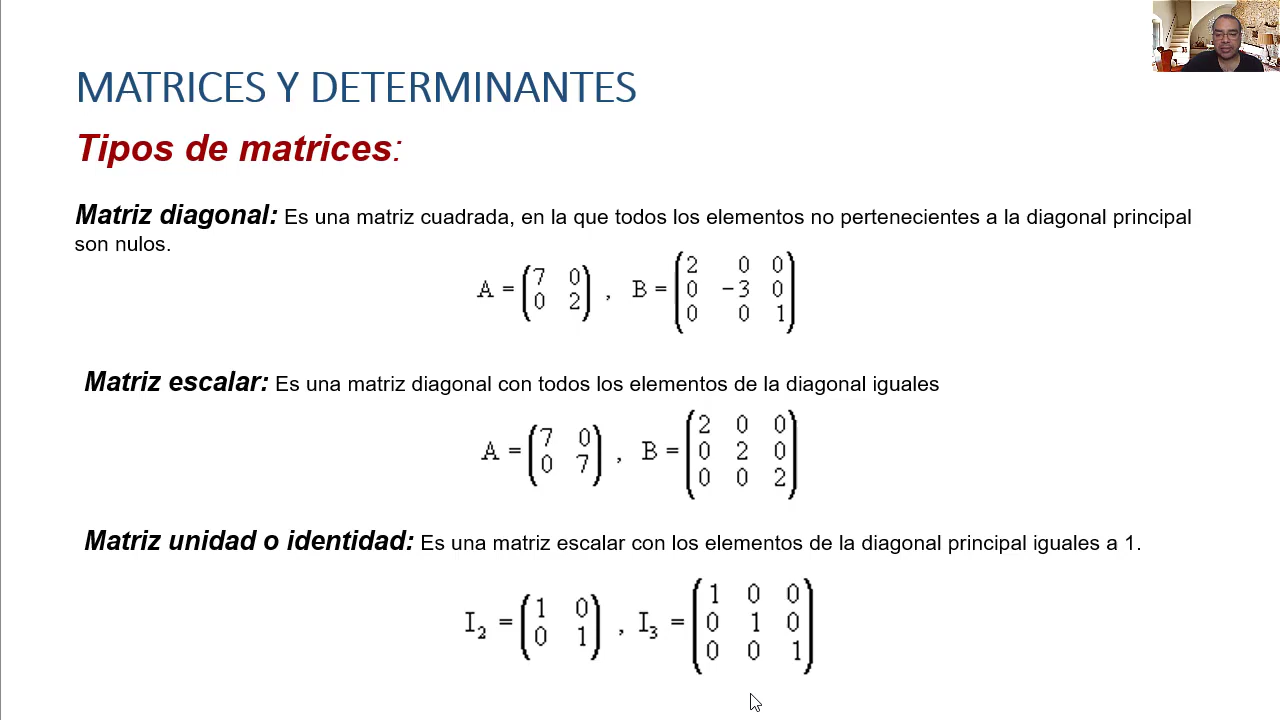 MATRICES Y DETERMINANTES
Tipos de matrices:
Matriz diagonal: Es una matriz cuadrada, en la que todos los elementos no pertenecientes a la diagonal principal
son nulos.
A = (7 0
0 2) , B = (2 0 0
0 -3 0
0 0 1)
Matriz escalar: Es una matriz diagonal con todos los elementos de la diagonal iguales
A = (7 0
0 7) , B = (2 0 0
0 2 0
0 0 2)
Matriz unidad o identidad: Es una matriz escalar con los elementos de la diagonal principal iguales a 1.
I₂ = (1 0
0 1) , I₃ = (1 0 0
0 1 0
0 0 1)